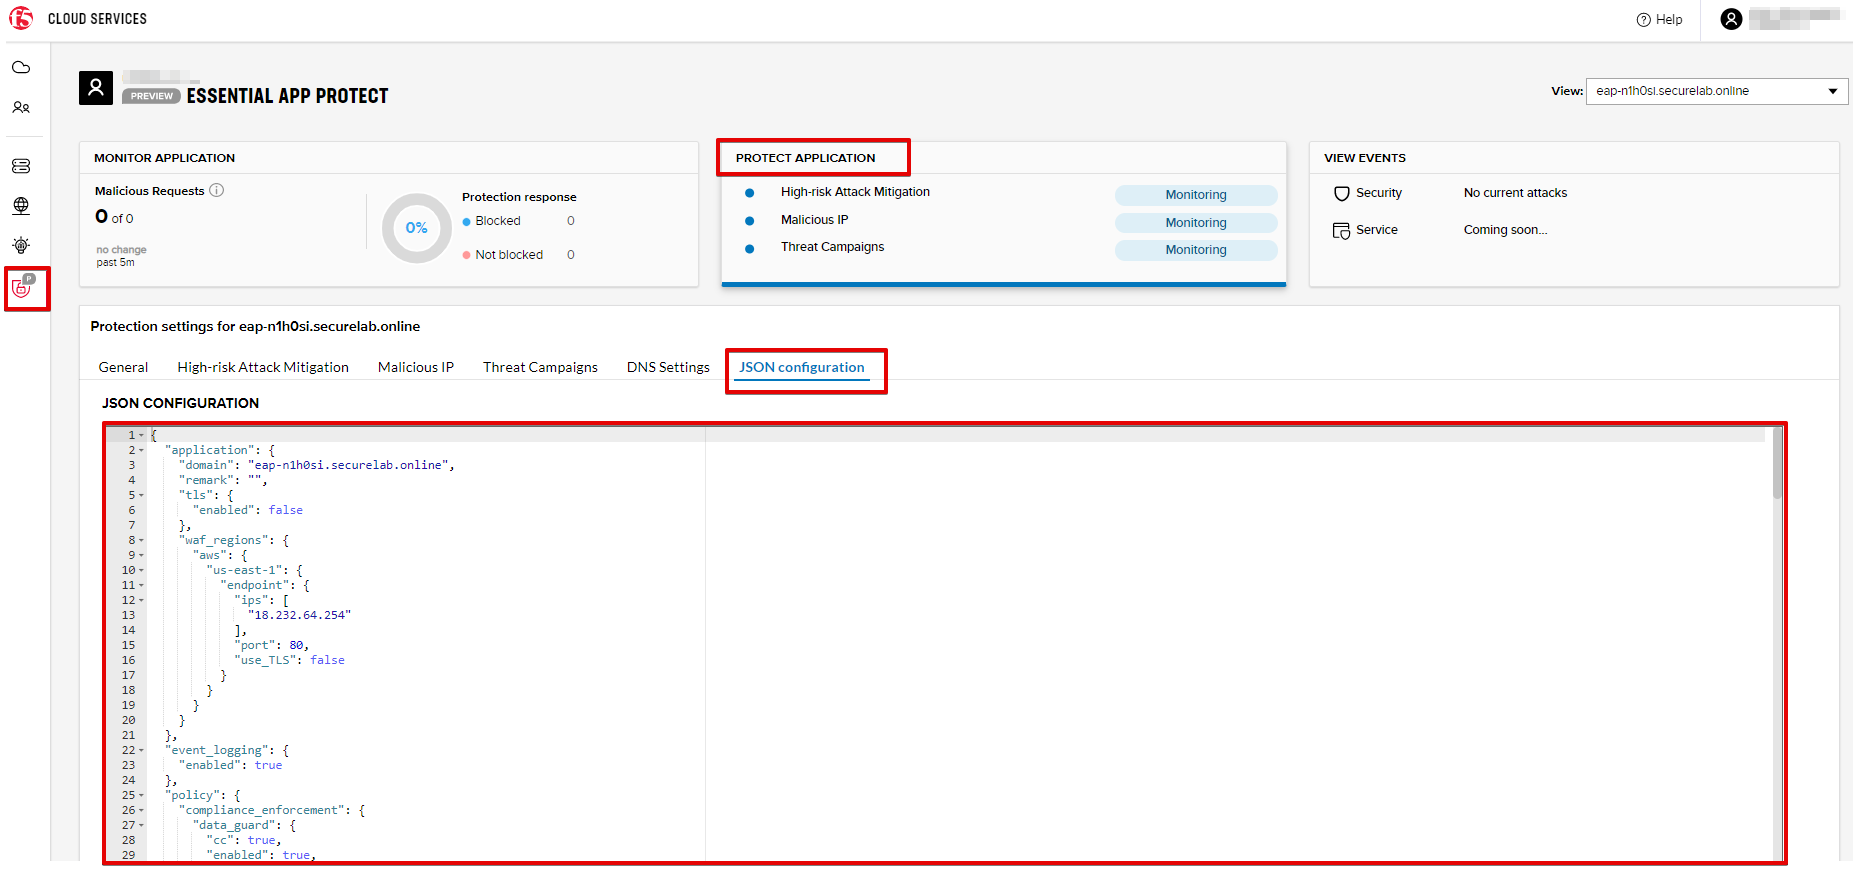 CLOUD SERVICES
Help
PREVIEW ESSENTIAL APP PROTECT
View: eap-n1h0si.securelab.online
MONITOR APPLICATION
Malicious Requests
0 of 0
no change
past 5m
0%
Protection response
Blocked 0
Not blocked 0
PROTECT APPLICATION
High-risk Attack Mitigation Monitoring
Malicious IP Monitoring
Threat Campaigns Monitoring
VIEW EVENTS
Security No current attacks
Service Coming soon...
P
Protection settings for eap-n1h0si.securelab.online
General High-risk Attack Mitigation Malicious IP Threat Campaigns DNS Settings JSON configuration
JSON CONFIGURATION
1 {
2 "application": {
3 "domain": "eap-n1h0si.securelab.online",
4 "remark": "",
5 "tls": {
6 "enabled": false
7 },
8 "waf_regions": {
9 "aws": {
10 "us-east-1": {
11 "endpoint": {
12 "ips": [
13 "18.232.64.254"
14 ],
15 "port": 80,
16 "use_TLS": false
17 }
18 }
19 }
20 }
21 },
22 "event_logging": {
23 "enabled": true
24 },
25 "policy": {
26 "compliance_enforcement": {
27 "data_guard": {
28 "cc": true,
29 "enabled": true,